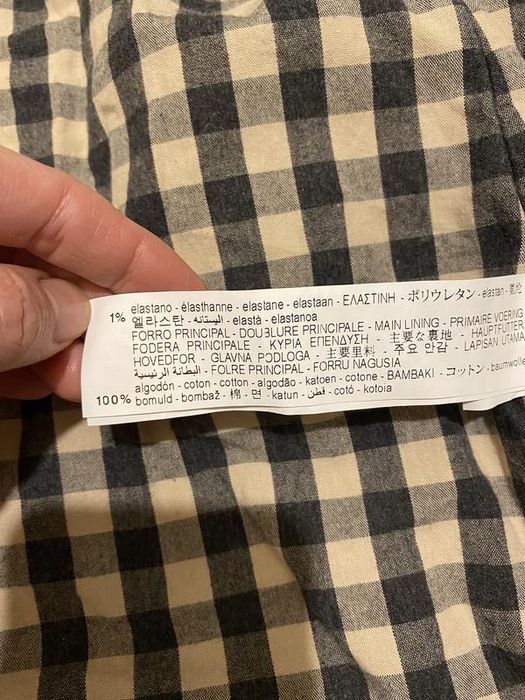 1% elastano - élasthanne - elastane - elastaan - ΕΛΑΣΤΙΝΗ - ポリウレタン - elastan -
엘라스탄 - اليستانه - elastà - elastanoa
FORRO PRINCIPAL - DOUBLURE PRINCIPALE - MAIN LINING - PRIMAIRE VOERING
FODERA PRINCIPALE - ΚΥΡΙΑ ΕΠΕΝΔΥΣΗ - 主要な裏地 - HAUPTFUTTER
HOVEDFOR - GLAVNA PODLOGA - 主要里料 - 주요 안감 - LAPISAN UTAMA
البطانة الرئيسية - FOLRE PRINCIPAL - FORRU NAGUSIA
algodón - coton - cotton - algodão - katoen - cotone - ΒΑΜΒΑΚΙ - コットン - baumwolle
100% bomuld - bombaž - 棉 - 면 - katun - قطن - cotó - kotoia